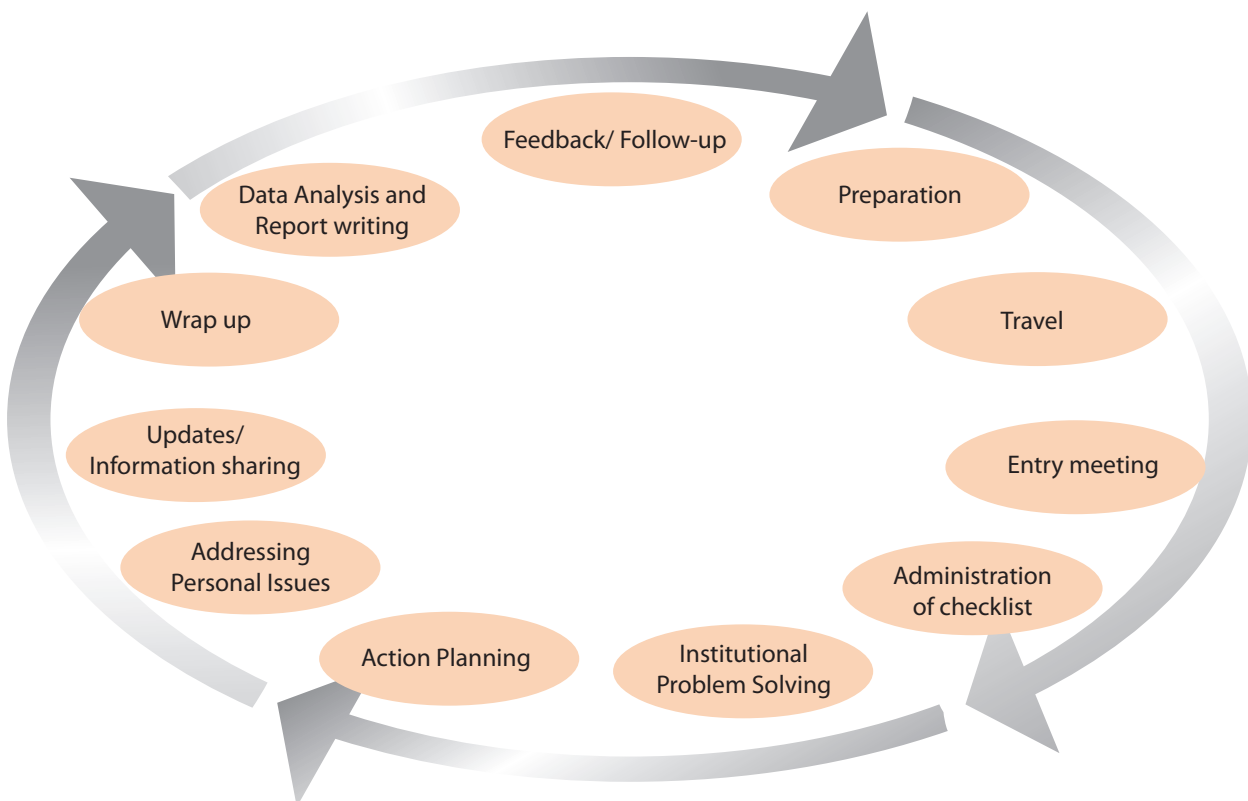 Feedback/ Follow-up
Preparation
Travel
Entry meeting
Administration
of checklist
Institutional
Problem Solving
Action Planning
Addressing
Personal Issues
Updates/
Information sharing
Wrap up
Data Analysis and
Report writing